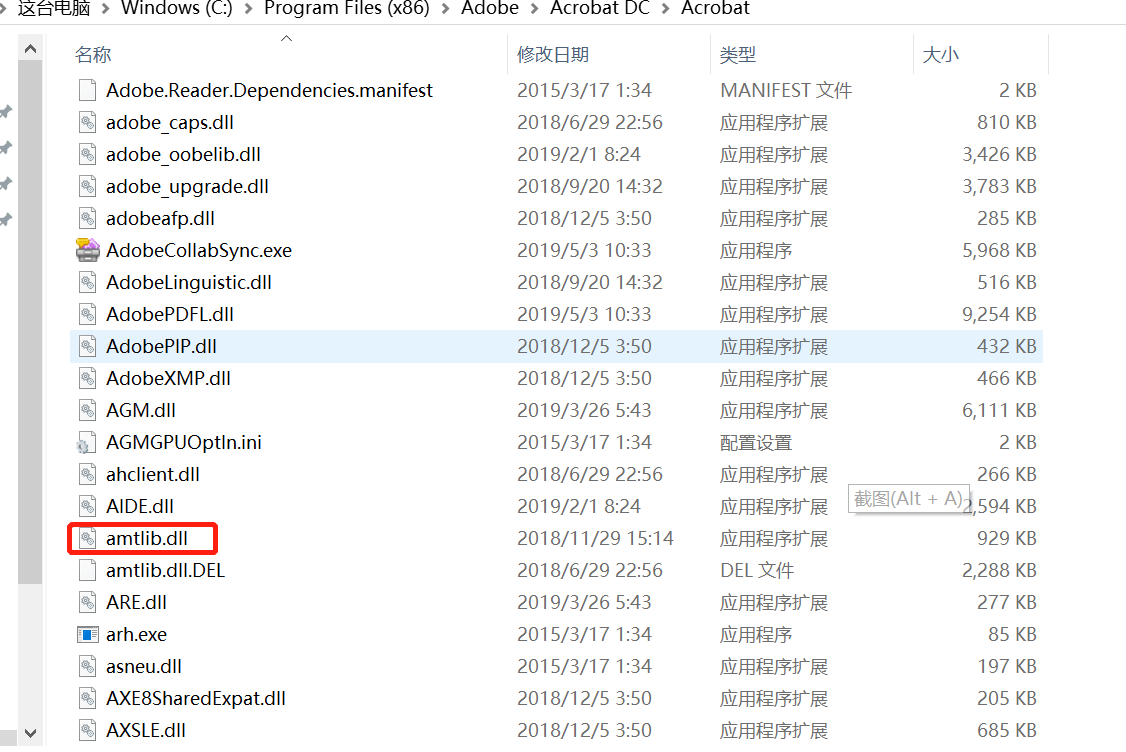 这台电脑 > Windows (C:) > Program Files (x86) > Adobe > Acrobat DC > Acrobat
名称 修改日期 类型 大小
Adobe.Reader.Dependencies.manifest 2015/3/17 1:34 MANIFEST 文件 2 KB
adobe_caps.dll 2018/6/29 22:56 应用程序扩展 810 KB
adobe_oobelib.dll 2019/2/1 8:24 应用程序扩展 3,426 KB
adobe_upgrade.dll 2018/9/20 14:32 应用程序扩展 3,783 KB
adobeafp.dll 2018/12/5 3:50 应用程序扩展 285 KB
AdobeCollabSync.exe 2019/5/3 10:33 应用程序 5,968 KB
AdobeLinguistic.dll 2018/9/20 14:32 应用程序扩展 516 KB
AdobePDFL.dll 2019/5/3 10:33 应用程序扩展 9,254 KB
AdobePIP.dll 2018/12/5 3:50 应用程序扩展 432 KB
AdobeXMP.dll 2018/12/5 3:50 应用程序扩展 466 KB
AGM.dll 2019/3/26 5:43 应用程序扩展 6,111 KB
AGMGPUOptIn.ini 2015/3/17 1:34 配置设置 2 KB
ahclient.dll 2018/6/29 22:56 应用程序扩展 266 KB
AIDE.dll 2019/2/1 8:24 应用程序扩展 2,594 KB
截图(Alt + A)
amtlib.dll 2018/11/29 15:14 应用程序扩展 929 KB
amtlib.dll.DEL 2018/6/29 22:56 DEL 文件 2,288 KB
ARE.dll 2019/3/26 5:43 应用程序扩展 277 KB
arh.exe 2015/3/17 1:34 应用程序 85 KB
asneu.dll 2015/3/17 1:34 应用程序扩展 197 KB
AXE8SharedExpat.dll 2018/12/5 3:50 应用程序扩展 205 KB
AXSLE.dll 2018/12/5 3:50 应用程序扩展 685 KB